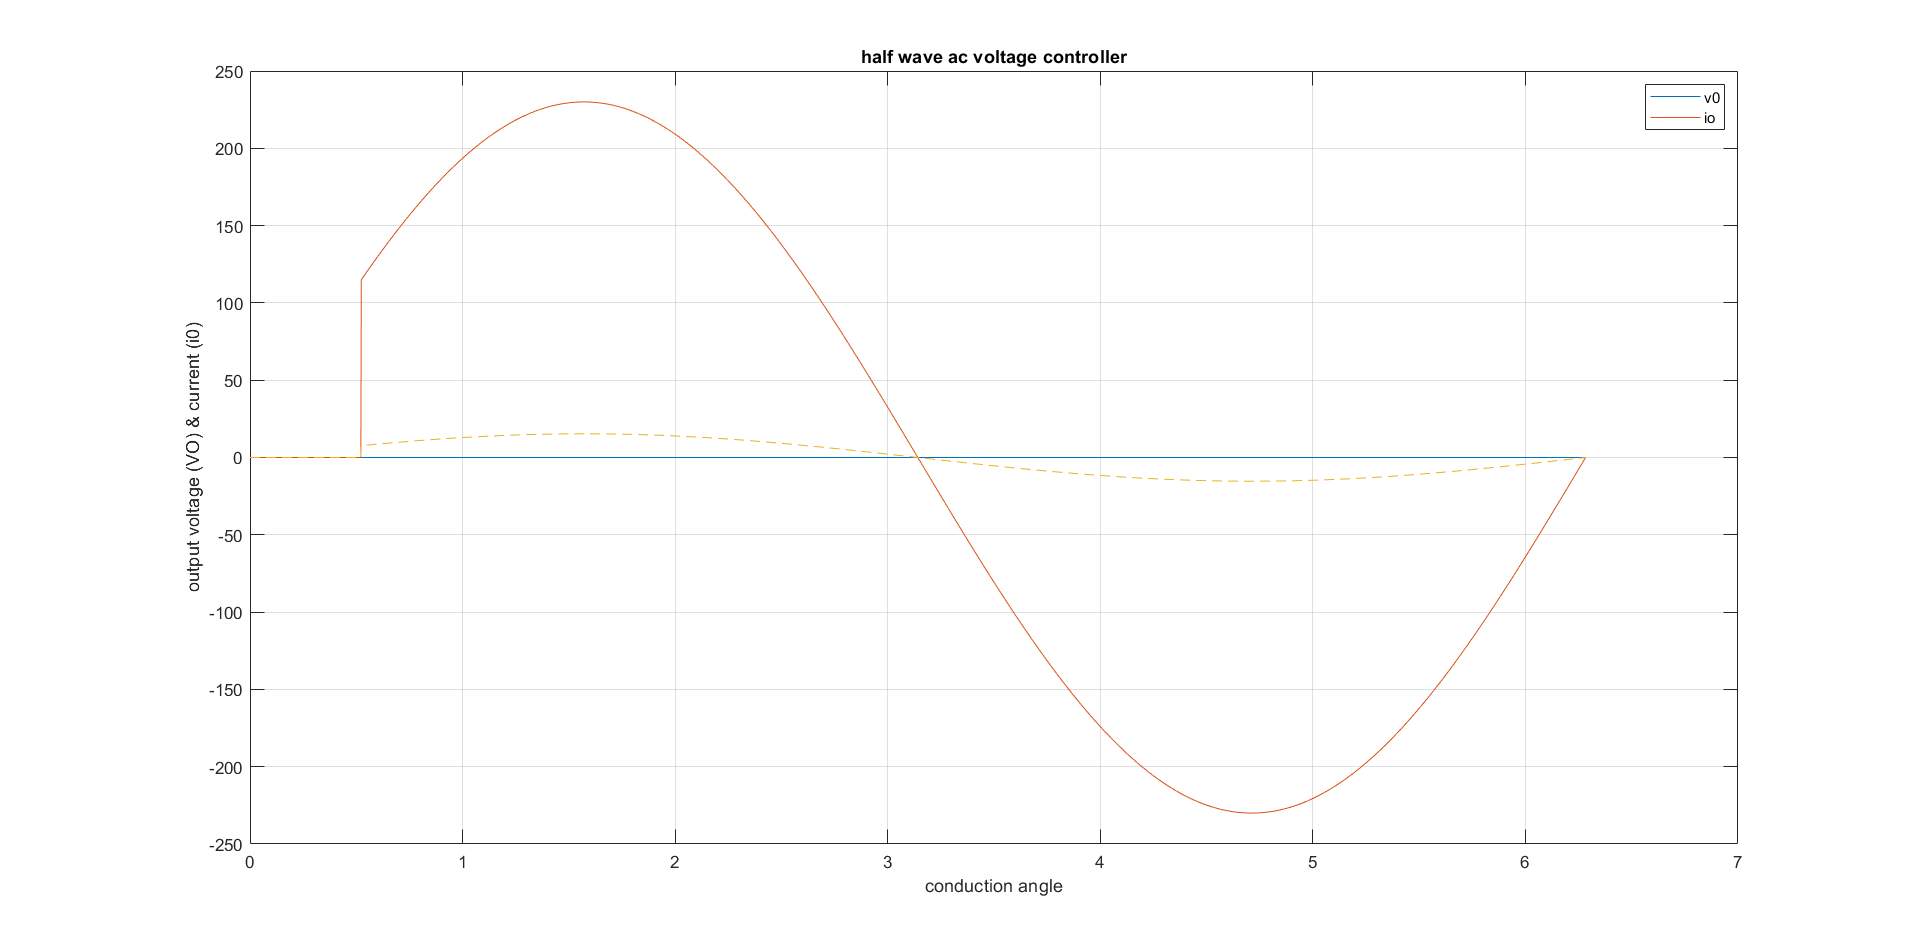 half wave ac voltage controller
250
200
150
100
50
0
-50
-100
-150
-200
-250
output voltage (VO) & current (i0)
v0
io
0 1 2 3 4 5 6 7
conduction angle